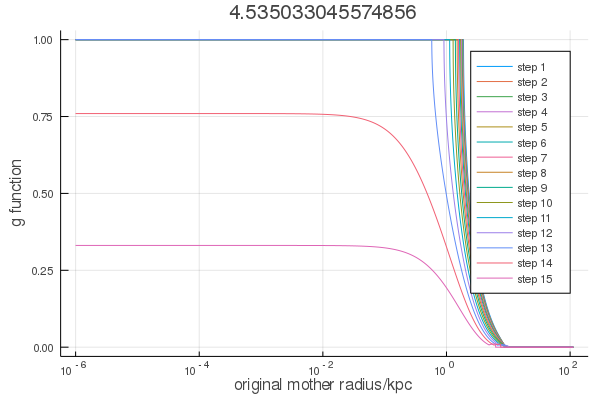 4.535033045574856
1.00
0.75
0.50
0.25
0.00
g function
10^-6
10^-4
10^-2
10^0
10^2
original mother radius/kpc
step 1
step 2
step 3
step 4
step 5
step 6
step 7
step 8
step 9
step 10
step 11
step 12
step 13
step 14
step 15